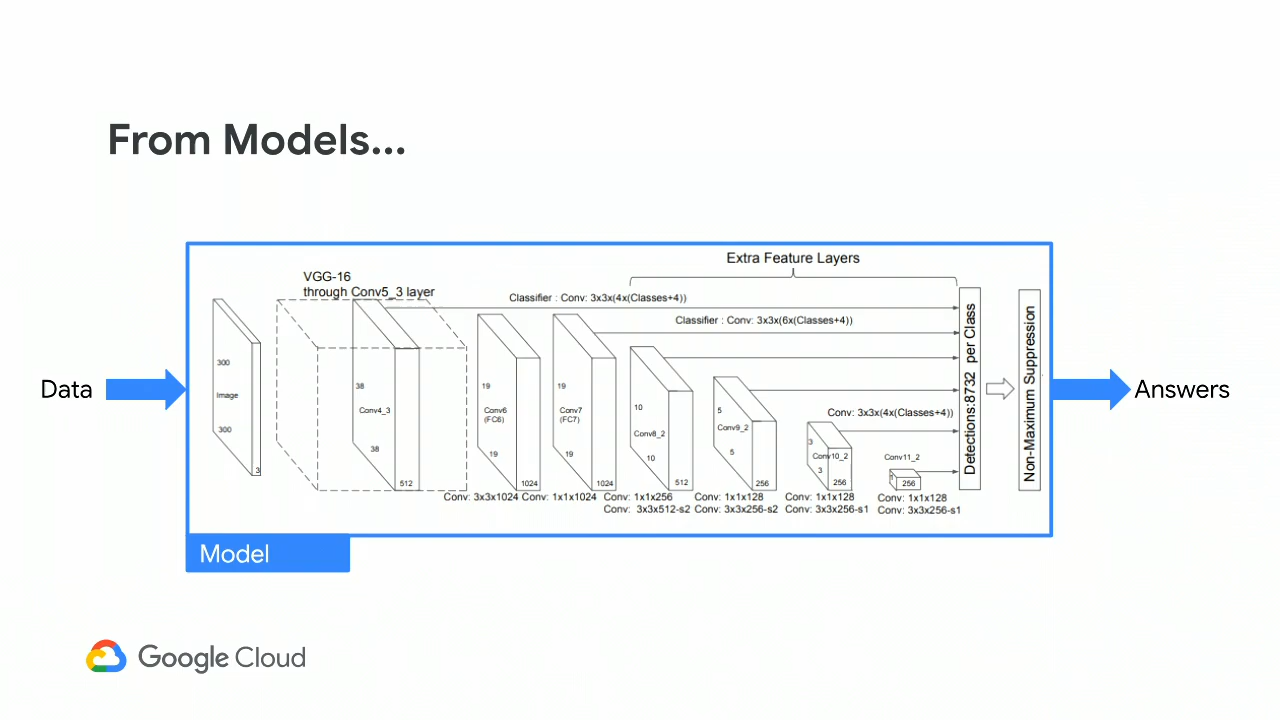 From Models...
Extra Feature Layers
VGG-16
through Conv5_3 layer
Classifier : Conv: 3x3x(4x(Classes+4))
Classifier : Conv: 3x3x(6x(Classes+4))
300
Image
300
3
38
Conv4_3
38
512
19
Conv6
(FC6)
19
1024
19
Conv7
(FC7)
19
1024
10
Conv8_2
10
512
5
Conv9_2
5
256
Conv: 3x3x(4x(Classes+4))
3
Conv10_2
3
256
Conv11_2
1
256
Detections:8732 per Class
Non-Maximum Suppression
Conv: 3x3x1024
Conv: 1x1x1024
Conv: 1x1x256
Conv: 3x3x512-s2
Conv: 1x1x128
Conv: 3x3x256-s2
Conv: 1x1x128
Conv: 3x3x256-s1
Conv: 1x1x128
Conv: 3x3x256-s1
Data
Answers
Model
Google Cloud